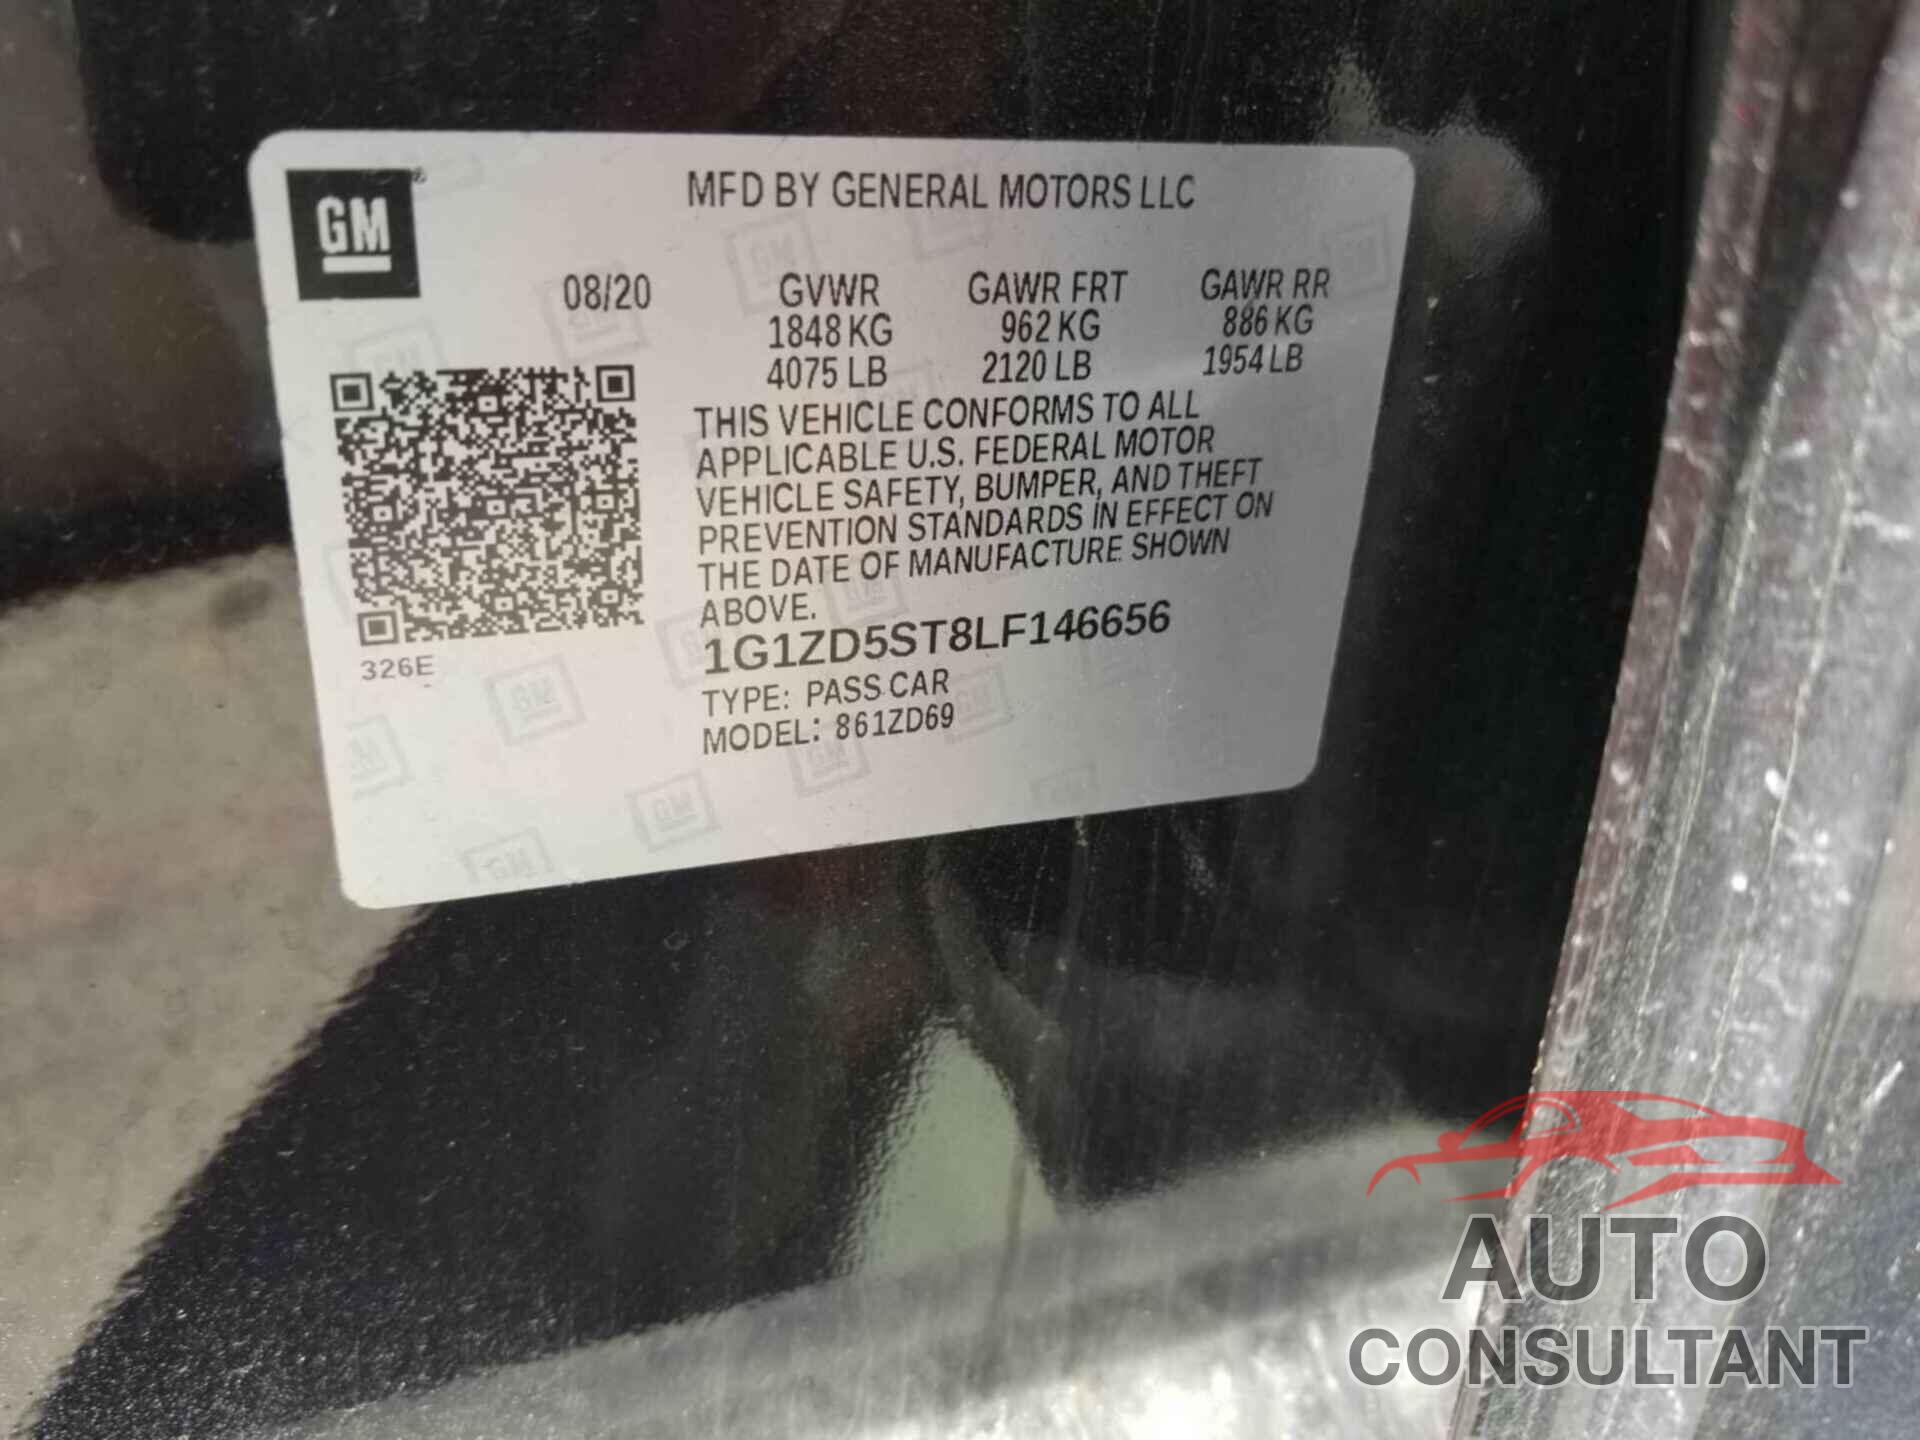 GM
MFD BY GENERAL MOTORS LLC
08/20 GVWR GAWR FRT GAWR RR
1848 KG 962 KG 886 KG
4075 LB 2120 LB 1954 LB
THIS VEHICLE CONFORMS TO ALL
APPLICABLE U.S. FEDERAL MOTOR
VEHICLE SAFETY, BUMPER, AND THEFT
PREVENTION STANDARDS IN EFFECT ON
THE DATE OF MANUFACTURE SHOWN
ABOVE.
1G1ZD5ST8LF146656
326E
TYPE: PASS CAR
MODEL: 861ZD69
AUTO
CONSULTANT